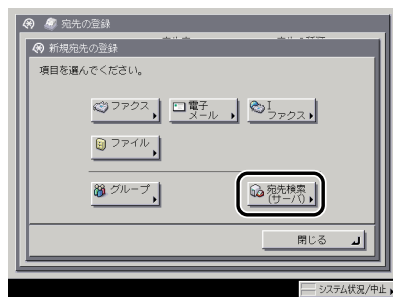 宛先の登録
新規宛先の登録
項目を選んでください。
ファクス
電子
メール
I
ファクス
ファイル
グループ
宛先検索
(サーバ)
閉じる
システム状況/中止